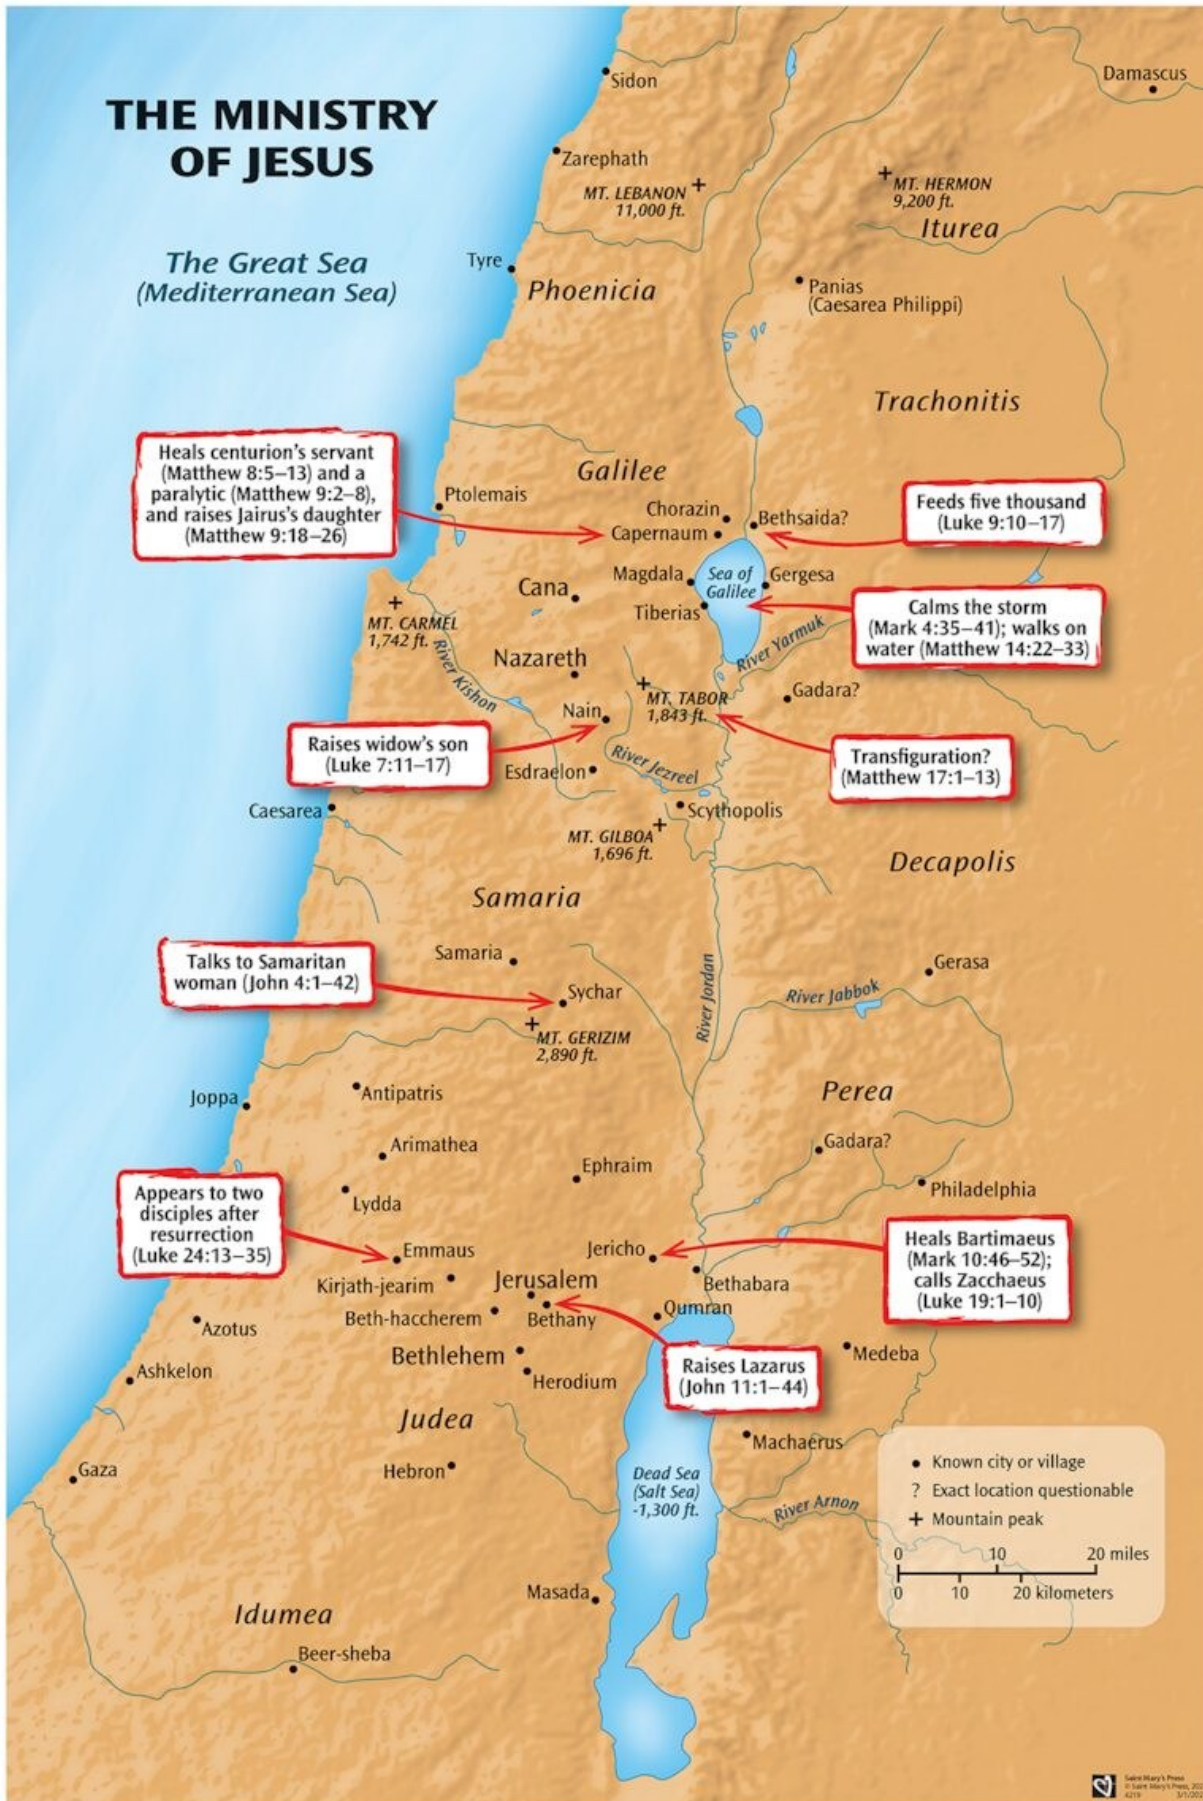 THE MINISTRY
OF JESUS
The Great Sea
(Mediterranean Sea)
Sidon
Damascus
Zarephath
MT. LEBANON
11,000 ft.
MT. HERMON
9,200 ft.
Iturea
Tyre
Phoenicia
Panias
(Caesarea Philippi)
Trachonitis
Heals centurion's servant
(Matthew 8:5–13) and a
paralytic (Matthew 9:2–8),
and raises Jairus's daughter
(Matthew 9:18–26)
Galilee
Ptolemais
Chorazin
Capernaum
Bethsaida?
Feeds five thousand
(Luke 9:10–17)
Magdala
Sea of
Galilee
Gergesa
Cana
Tiberias
Calms the storm
(Mark 4:35–41); walks on
water (Matthew 14:22–33)
MT. CARMEL
1,742 ft.
River Kishon
River Yarmuk
Nazareth
MT. TABOR
1,843 ft.
Gadara?
Nain
Raises widow's son
(Luke 7:11–17)
Transfiguration?
(Matthew 17:1–13)
River Jezreel
Esdraelon
Caesarea
Scythopolis
MT. GILBOA
1,696 ft.
Decapolis
Samaria
Samaria
Talks to Samaritan
woman (John 4:1–42)
Sychar
River Jordan
Gerasa
River Jabbok
MT. GERIZIM
2,890 ft.
Joppa
Antipatris
Perea
Arimathea
Gadara?
Ephraim
Philadelphia
Lydda
Appears to two
disciples after
resurrection
(Luke 24:13–35)
Emmaus
Jericho
Heals Bartimaeus
(Mark 10:46–52);
calls Zacchaeus
(Luke 19:1–10)
Kirjath-jearim
Jerusalem
Bethabara
Beth-haccherem
Bethany
Qumran
Azotus
Bethlehem
Raises Lazarus
(John 11:1–44)
Medeba
Ashkelon
Herodium
Judea
Machaerus
Gaza
Hebron
Dead Sea
(Salt Sea)
-1,300 ft.
River Arnon
Known city or village
? Exact location questionable
+ Mountain peak
0 10 20 miles
0 10 20 kilometers
Masada
Idumea
Beer-sheba
Saint Mary's Press